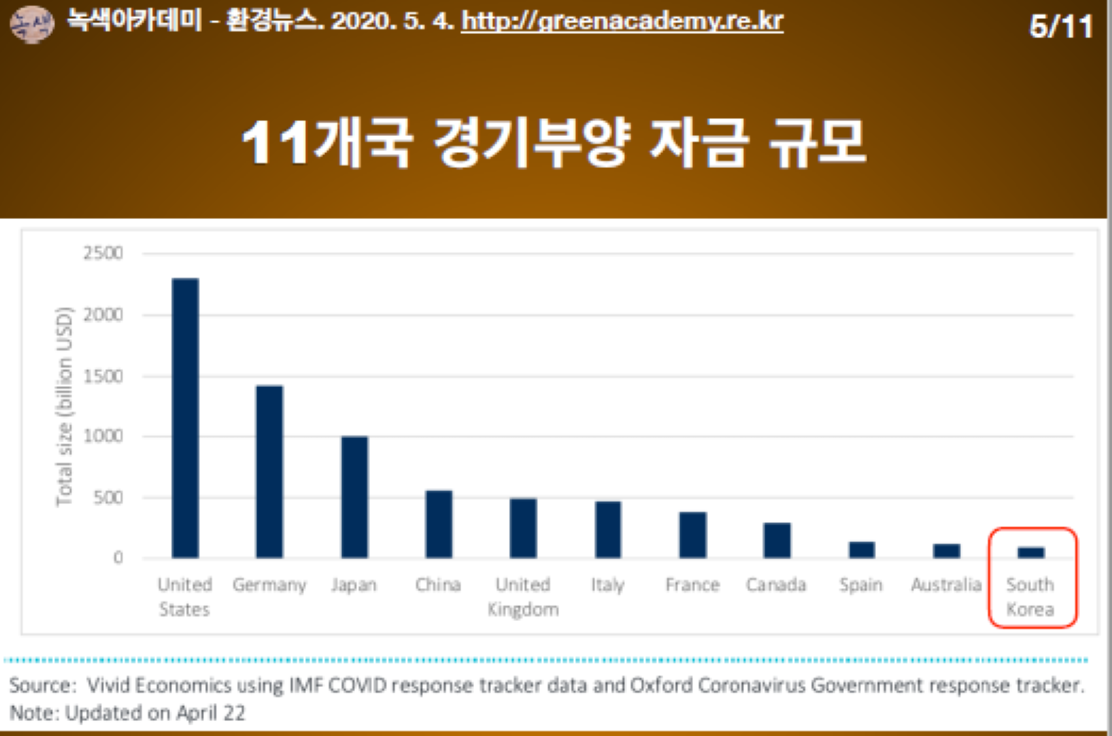 녹색
녹색아카데미 - 환경뉴스. 2020. 5. 4. http://greenacademy.re.kr
5/11
11개국 경기부양 자금 규모
Total size (billion USD)
2500
2000
1500
1000
500
0
United States
Germany
Japan
China
United Kingdom
Italy
France
Canada
Spain
Australia
South Korea
Source: Vivid Economics using IMF COVID response tracker data and Oxford Coronavirus Government response tracker.
Note: Updated on April 22